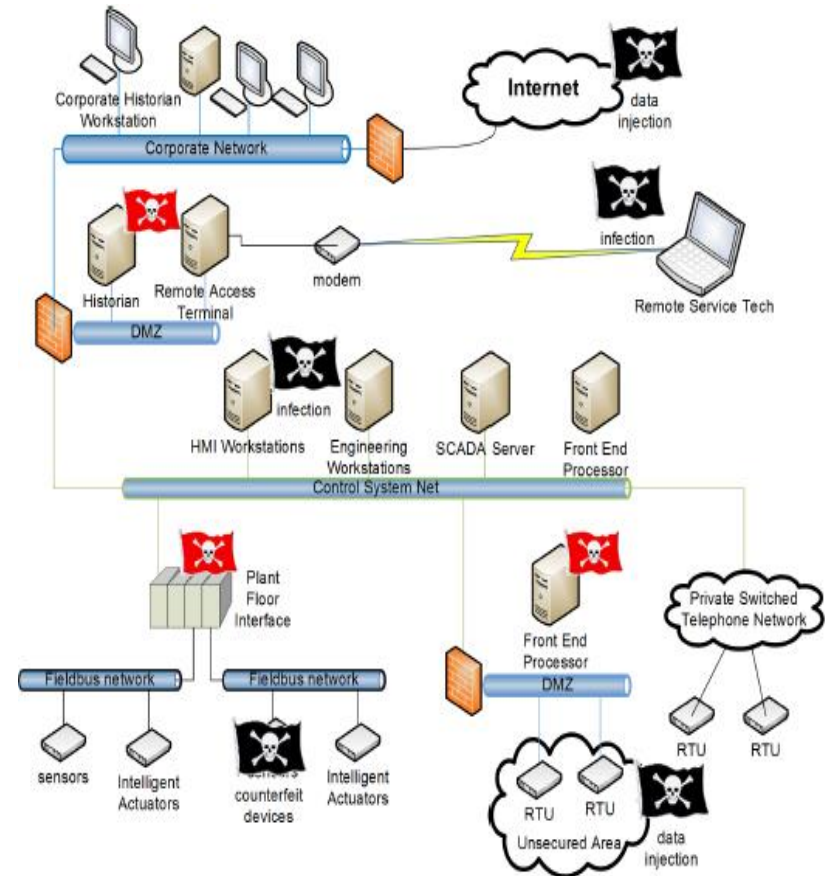 Internet
data
injection
Corporate Historian
Workstation
Corporate Network
infection
modem
Remote Service Tech
Historian
Remote Access
Terminal
DMZ
infection
HMI Workstations
Engineering
Workstations
SCADA Server
Front End
Processor
Control System Net
Plant
Floor
Interface
Front End
Processor
Private Switched
Telephone Network
Fieldbus network
Fieldbus network
DMZ
sensors
Intelligent
Actuators
counterfeit
devices
Intelligent
Actuators
RTU
RTU
RTU
RTU
Unsecured Area
data
injection